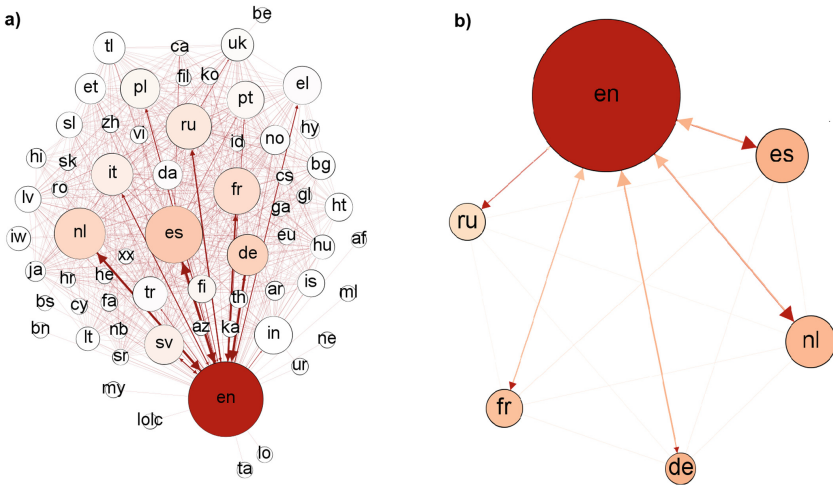 a)
be
tl
ca
uk
fil
ko
el
et
pl
pt
zh
sl
vi
ru
id
no
hy
hi
sk
it
da
cs
bg
ro
fr
gl
lv
ga
ht
iw
nl
xx
es
de
eu
hu
af
ja
hr
he
tr
fi
th
ar
is
ml
bs
cy
fa
az
ka
in
bn
lt
nb
sv
ne
sr
ur
my
en
lolc
lo
ta
b)
en
es
ru
nl
fr
de